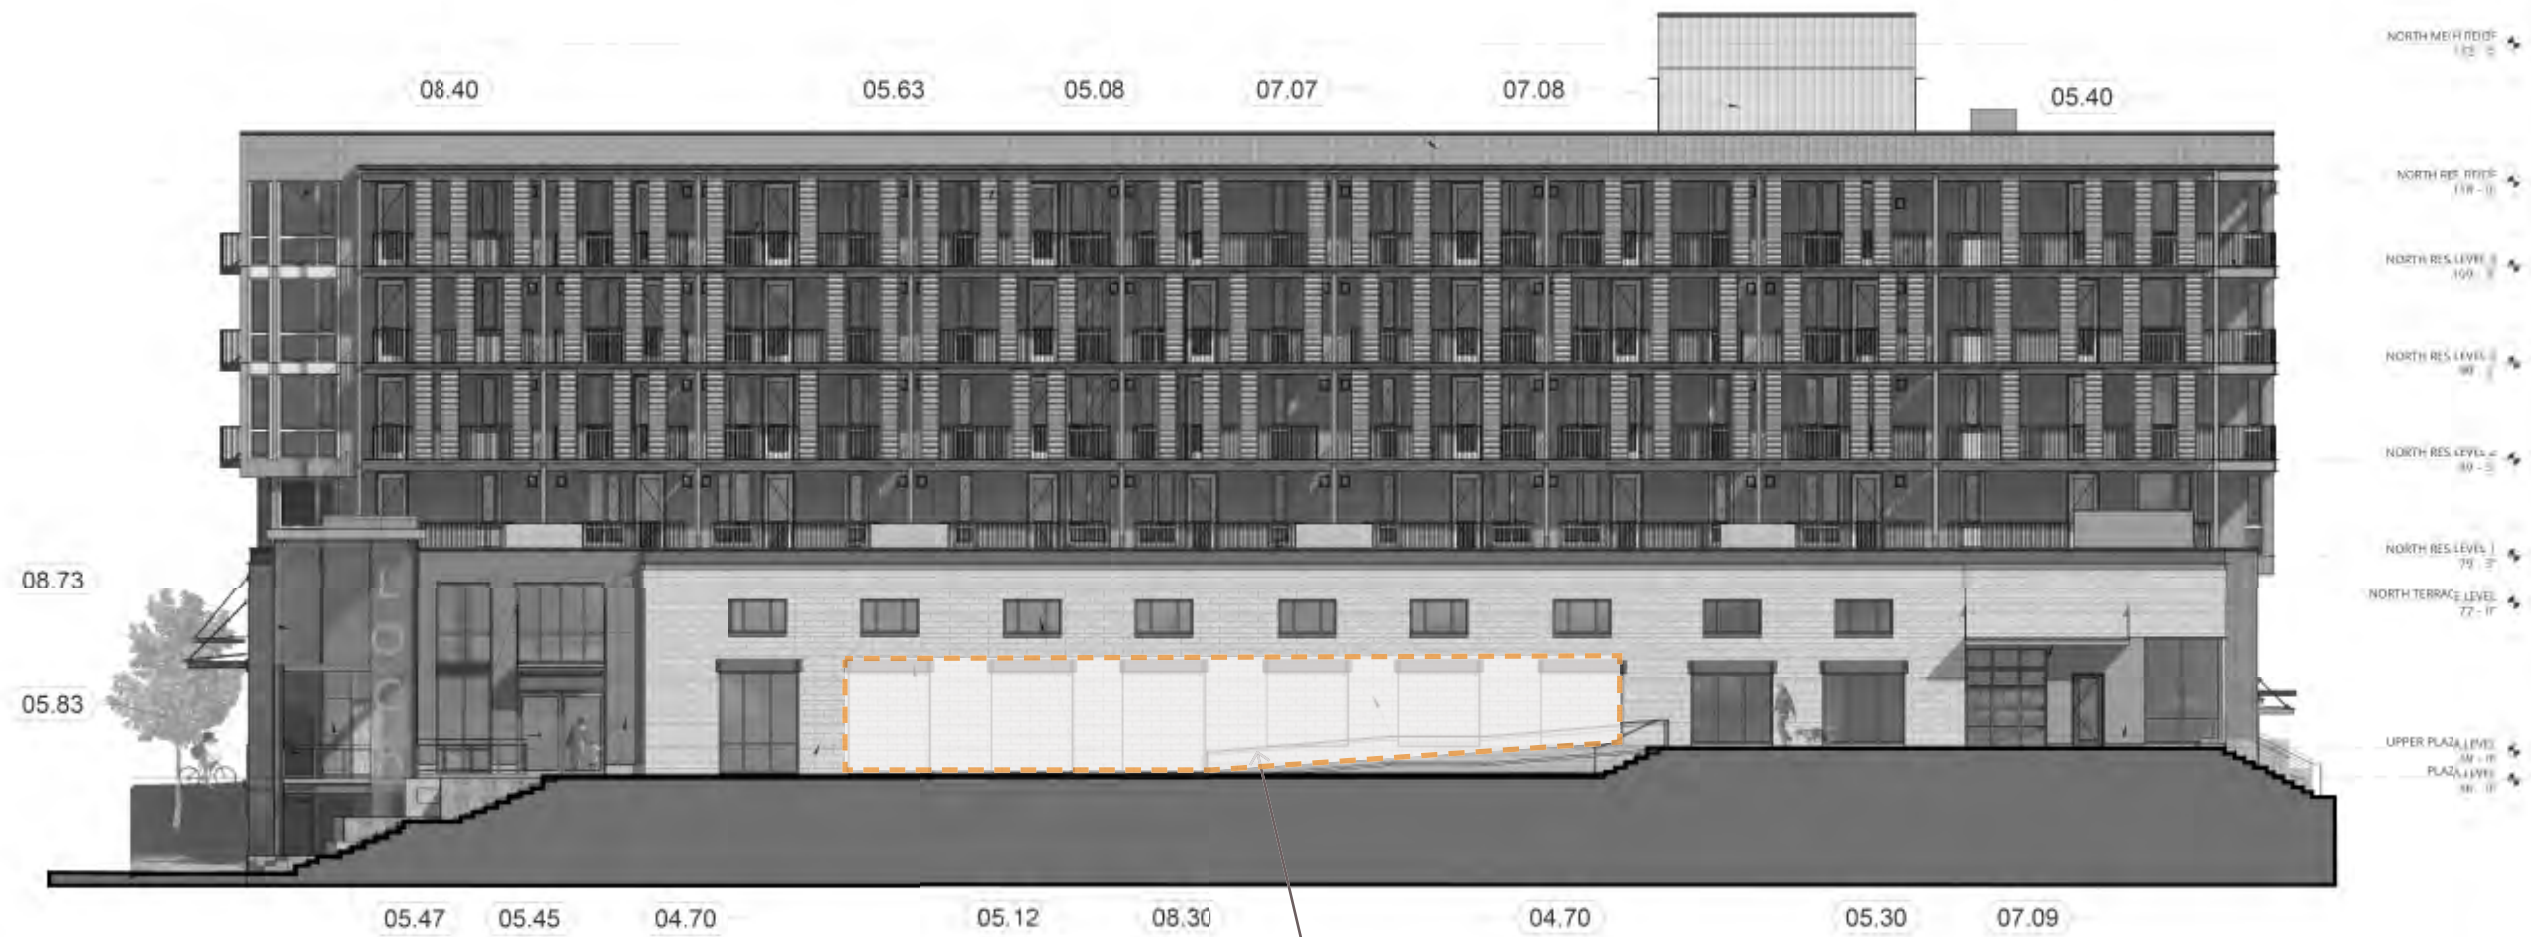 08.40
05.63
05.08
07.07
07.08
05.40
NORTH MECH ROOF
NORTH RES. ROOF
118 - 0
NORTH RES. LEVEL
NORTH RES. LEVEL
NORTH RES. LEVEL
NORTH RES. LEVEL 1
08.73
NORTH TERRACE LEVEL
LOCK
05.83
UPPER PLAZA LEVEL
PLAZA LEVEL
05.47
05.45
04.70
05.12
08.30
04.70
05.30
07.09